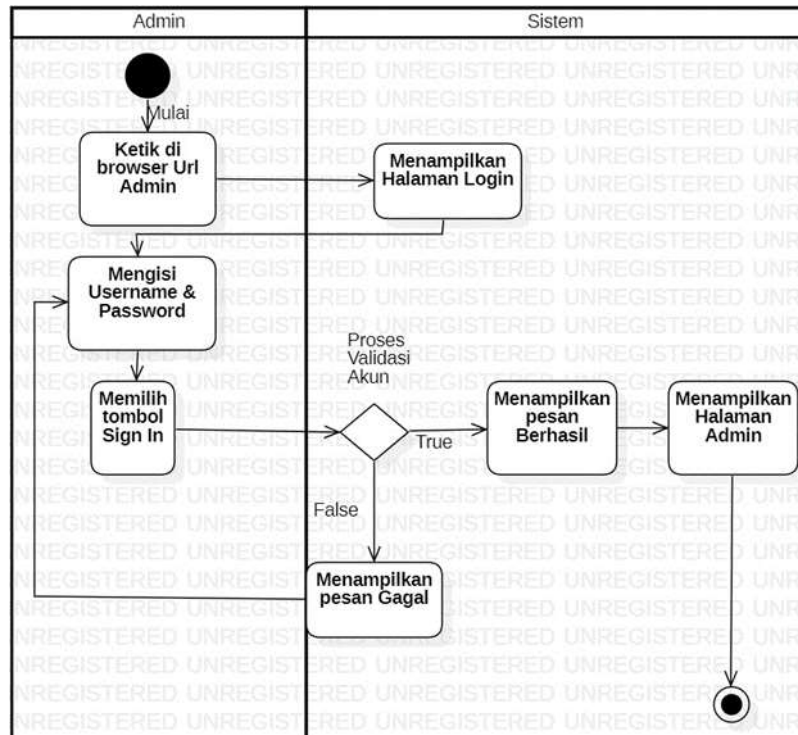 Admin
Sistem
Mulai
Ketik di
browser Url
Admin
Menampilkan
Halaman Login
Mengisi
Username &
Password
Proses
Validasi
Akun
Memilih
tombol
Sign In
True
Menampilkan
pesan
Berhasil
Menampilkan
Halaman
Admin
False
Menampilkan
pesan Gagal
UNREGISTERED